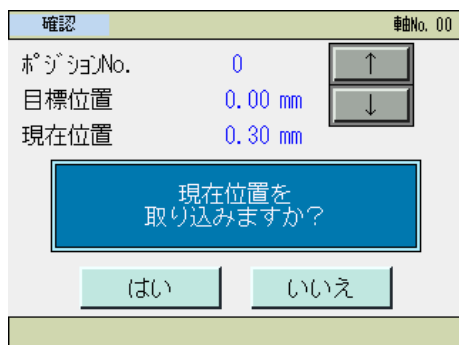 確認 軸No. 00
ポジションNo. 0 ↑
目標位置 0.00 mm ↓
現在位置 0.30 mm
現在位置を
取り込みますか?
はい いいえ